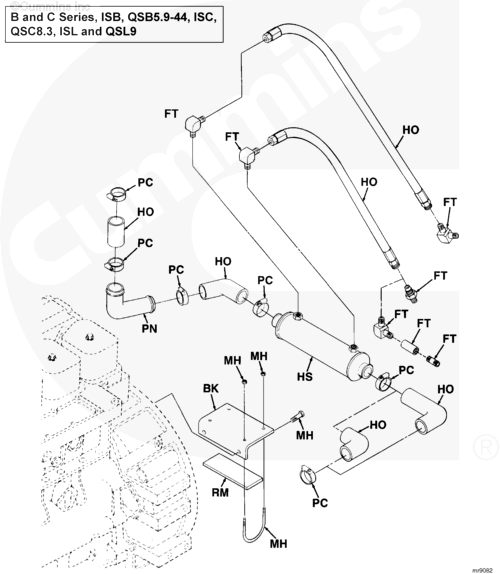 ©Cummins Inc.
B and C Series, ISB, QSB5.9-44, ISC,
QSC8.3, ISL and QSL9
Cummins
FT
FT
HO
HO
FT
PC
HO
PC
PC
HO
PC
FT
PN
FT
FT
FT
MH
MH
HS
PC
BK
HO
HO
MH
RM
PC
MH
®
mr9082